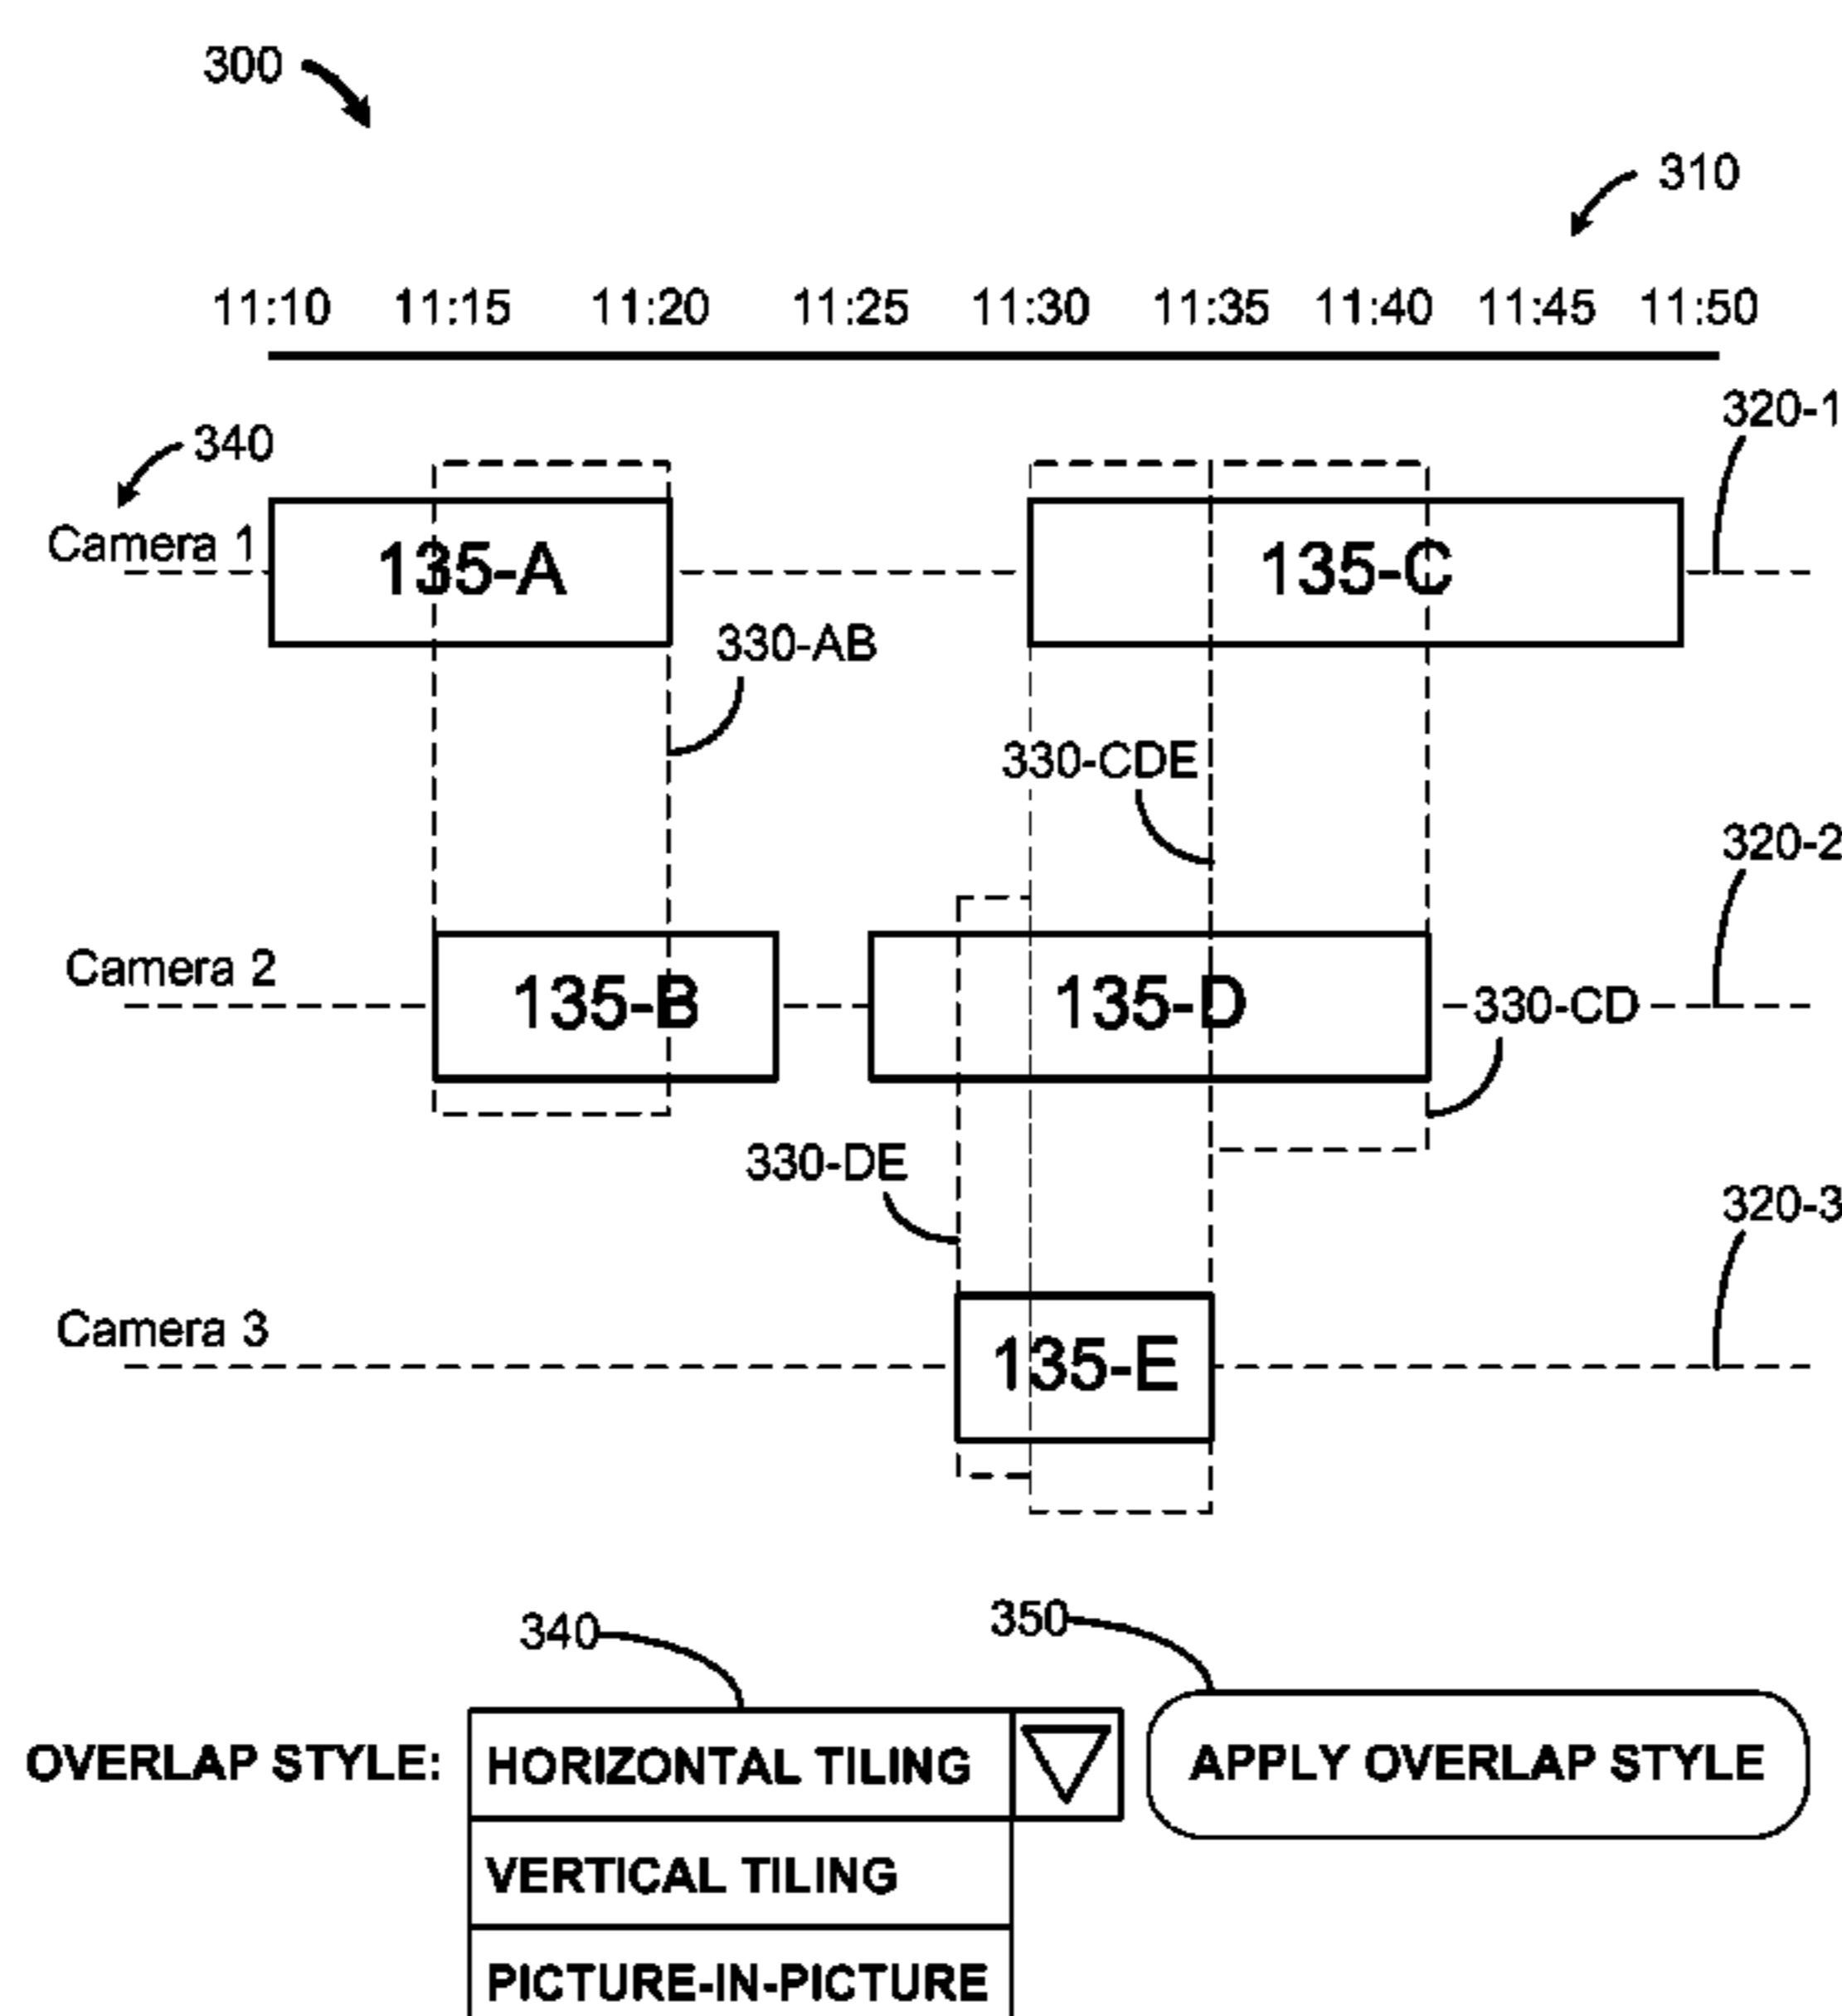 300
310
11:10 11:15 11:20 11:25 11:30 11:35 11:40 11:45 11:50
320-1
340
Camera 1
135-A
135-C
330-AB
330-CDE
320-2
Camera 2
135-B
135-D
330-CD
330-DE
320-3
Camera 3
135-E
340
350
OVERLAP STYLE:
HORIZONTAL TILING
APPLY OVERLAP STYLE
VERTICAL TILING
PICTURE-IN-PICTURE